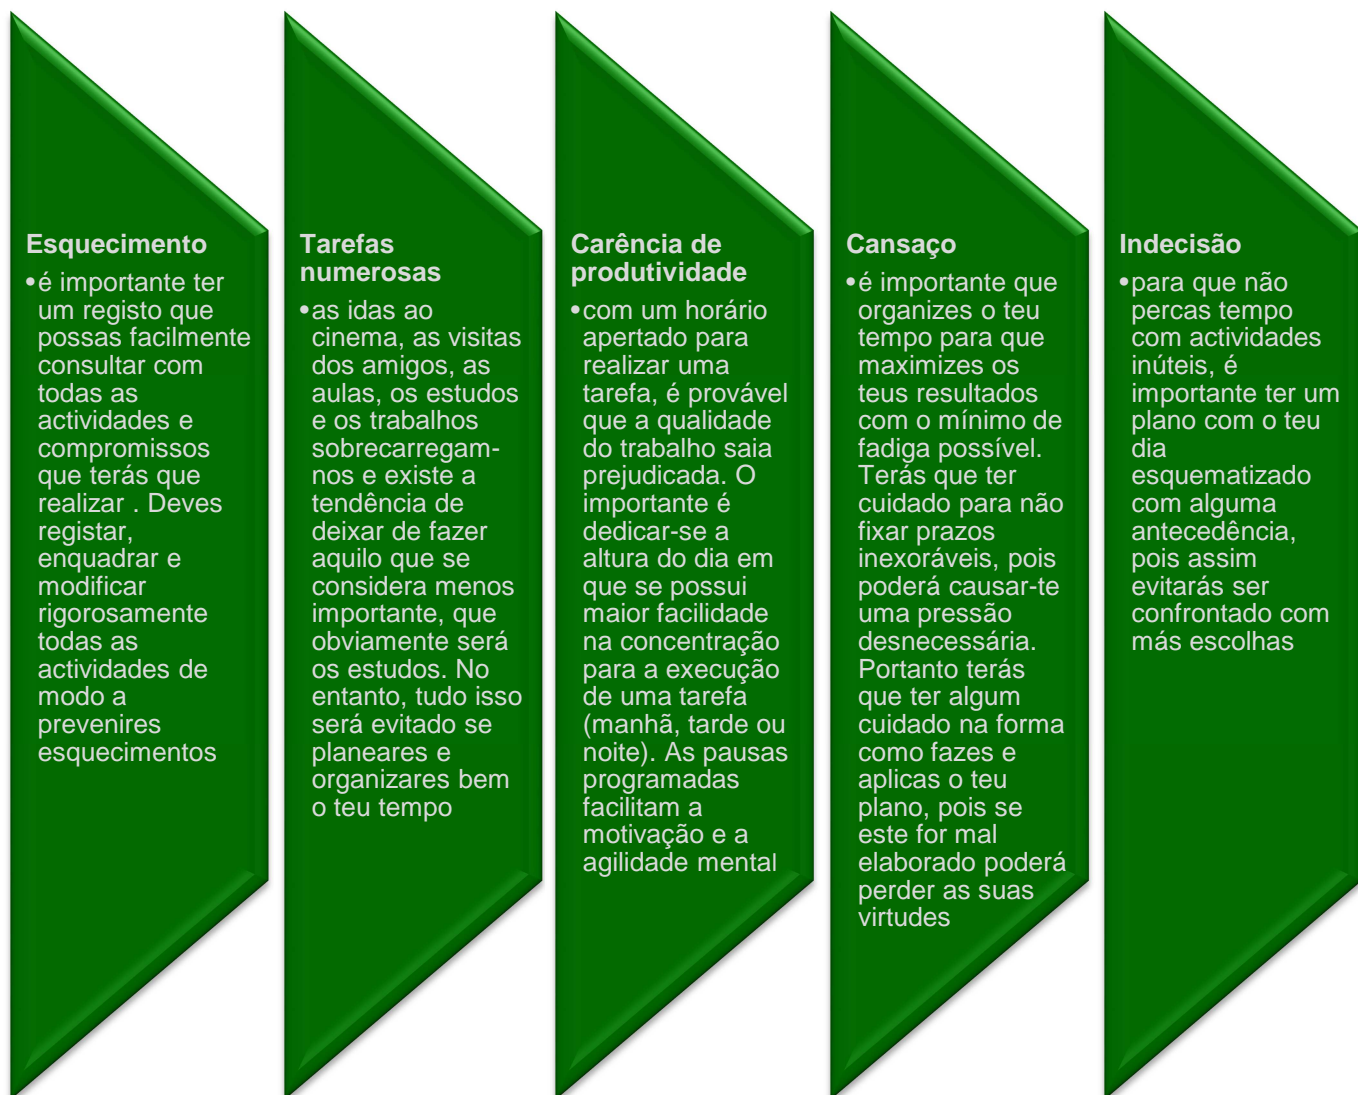 Esquecimento
•é importante ter
um registo que
possas facilmente
consultar com
todas as
actividades e
compromissos
que terás que
realizar . Deves
registar,
enquadrar e
modificar
rigorosamente
todas as
actividades de
modo a
prevenires
esquecimentos
Tarefas
numerosas
•as idas ao
cinema, as visitas
dos amigos, as
aulas, os estudos
e os trabalhos
sobrecarregam-
nos e existe a
tendência de
deixar de fazer
aquilo que se
considera menos
importante, que
obviamente será
os estudos. No
entanto, tudo isso
será evitado se
planeares e
organizares bem
o teu tempo
Carência de
produtividade
•com um horário
apertado para
realizar uma
tarefa, é provável
que a qualidade
do trabalho saia
prejudicada. O
importante é
dedicar-se a
altura do dia em
que se possui
maior facilidade
na concentração
para a execução
de uma tarefa
(manhã, tarde ou
noite). As pausas
programadas
facilitam a
motivação e a
agilidade mental
Cansaço
•é importante que
organizes o teu
tempo para que
maximizes os
teus resultados
com o mínimo de
fadiga possível.
Terás que ter
cuidado para não
fixar prazos
inexoráveis, pois
poderá causar-te
uma pressão
desnecessária.
Portanto terás
que ter algum
cuidado na forma
como fazes e
aplicas o teu
plano, pois se
este for mal
elaborado poderá
perder as suas
virtudes
Indecisão
•para que não
percas tempo
com actividades
inúteis, é
importante ter um
plano com o teu
dia
esquematizado
com alguma
antecedência,
pois assim
evitarás ser
confrontado com
más escolhas